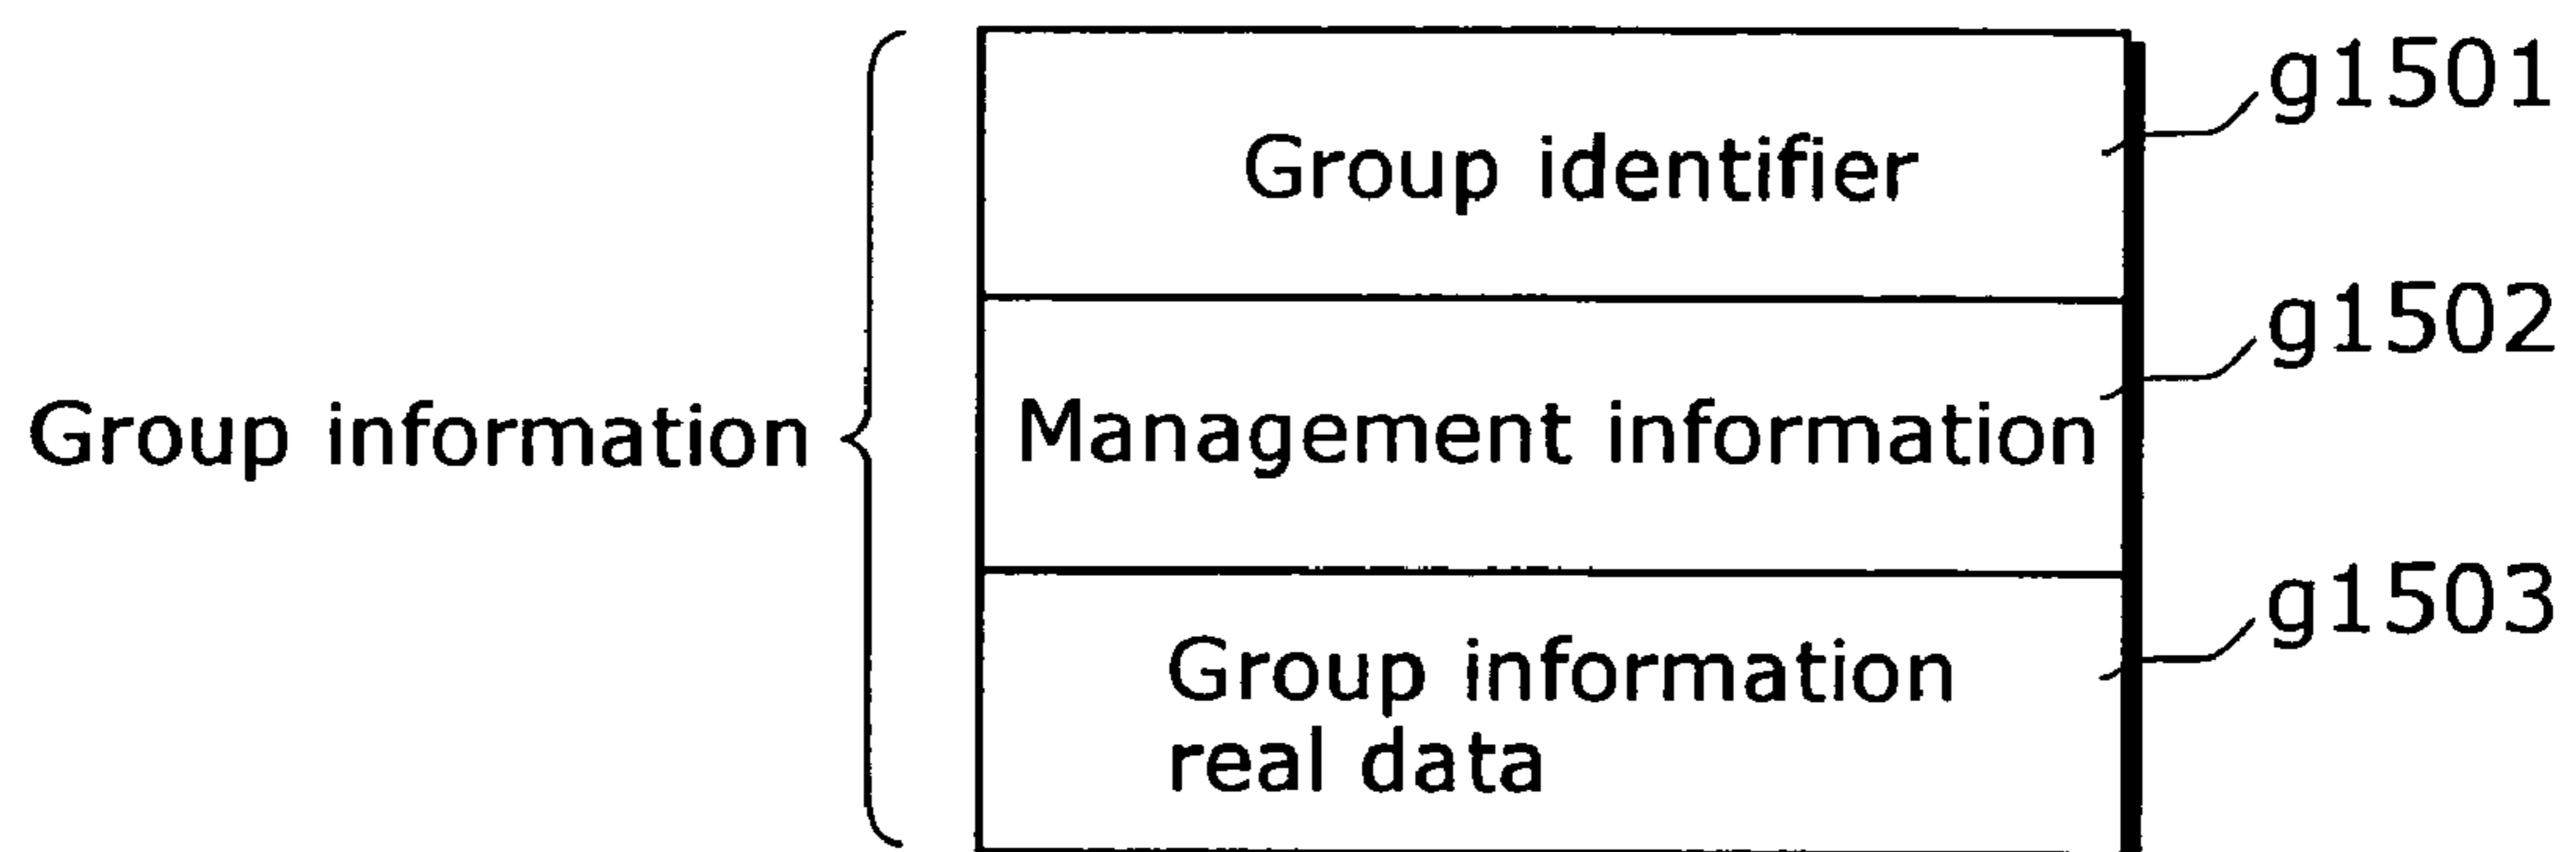 g1501
Group identifier
g1502
Group information
Management information
g1503
Group information
real data